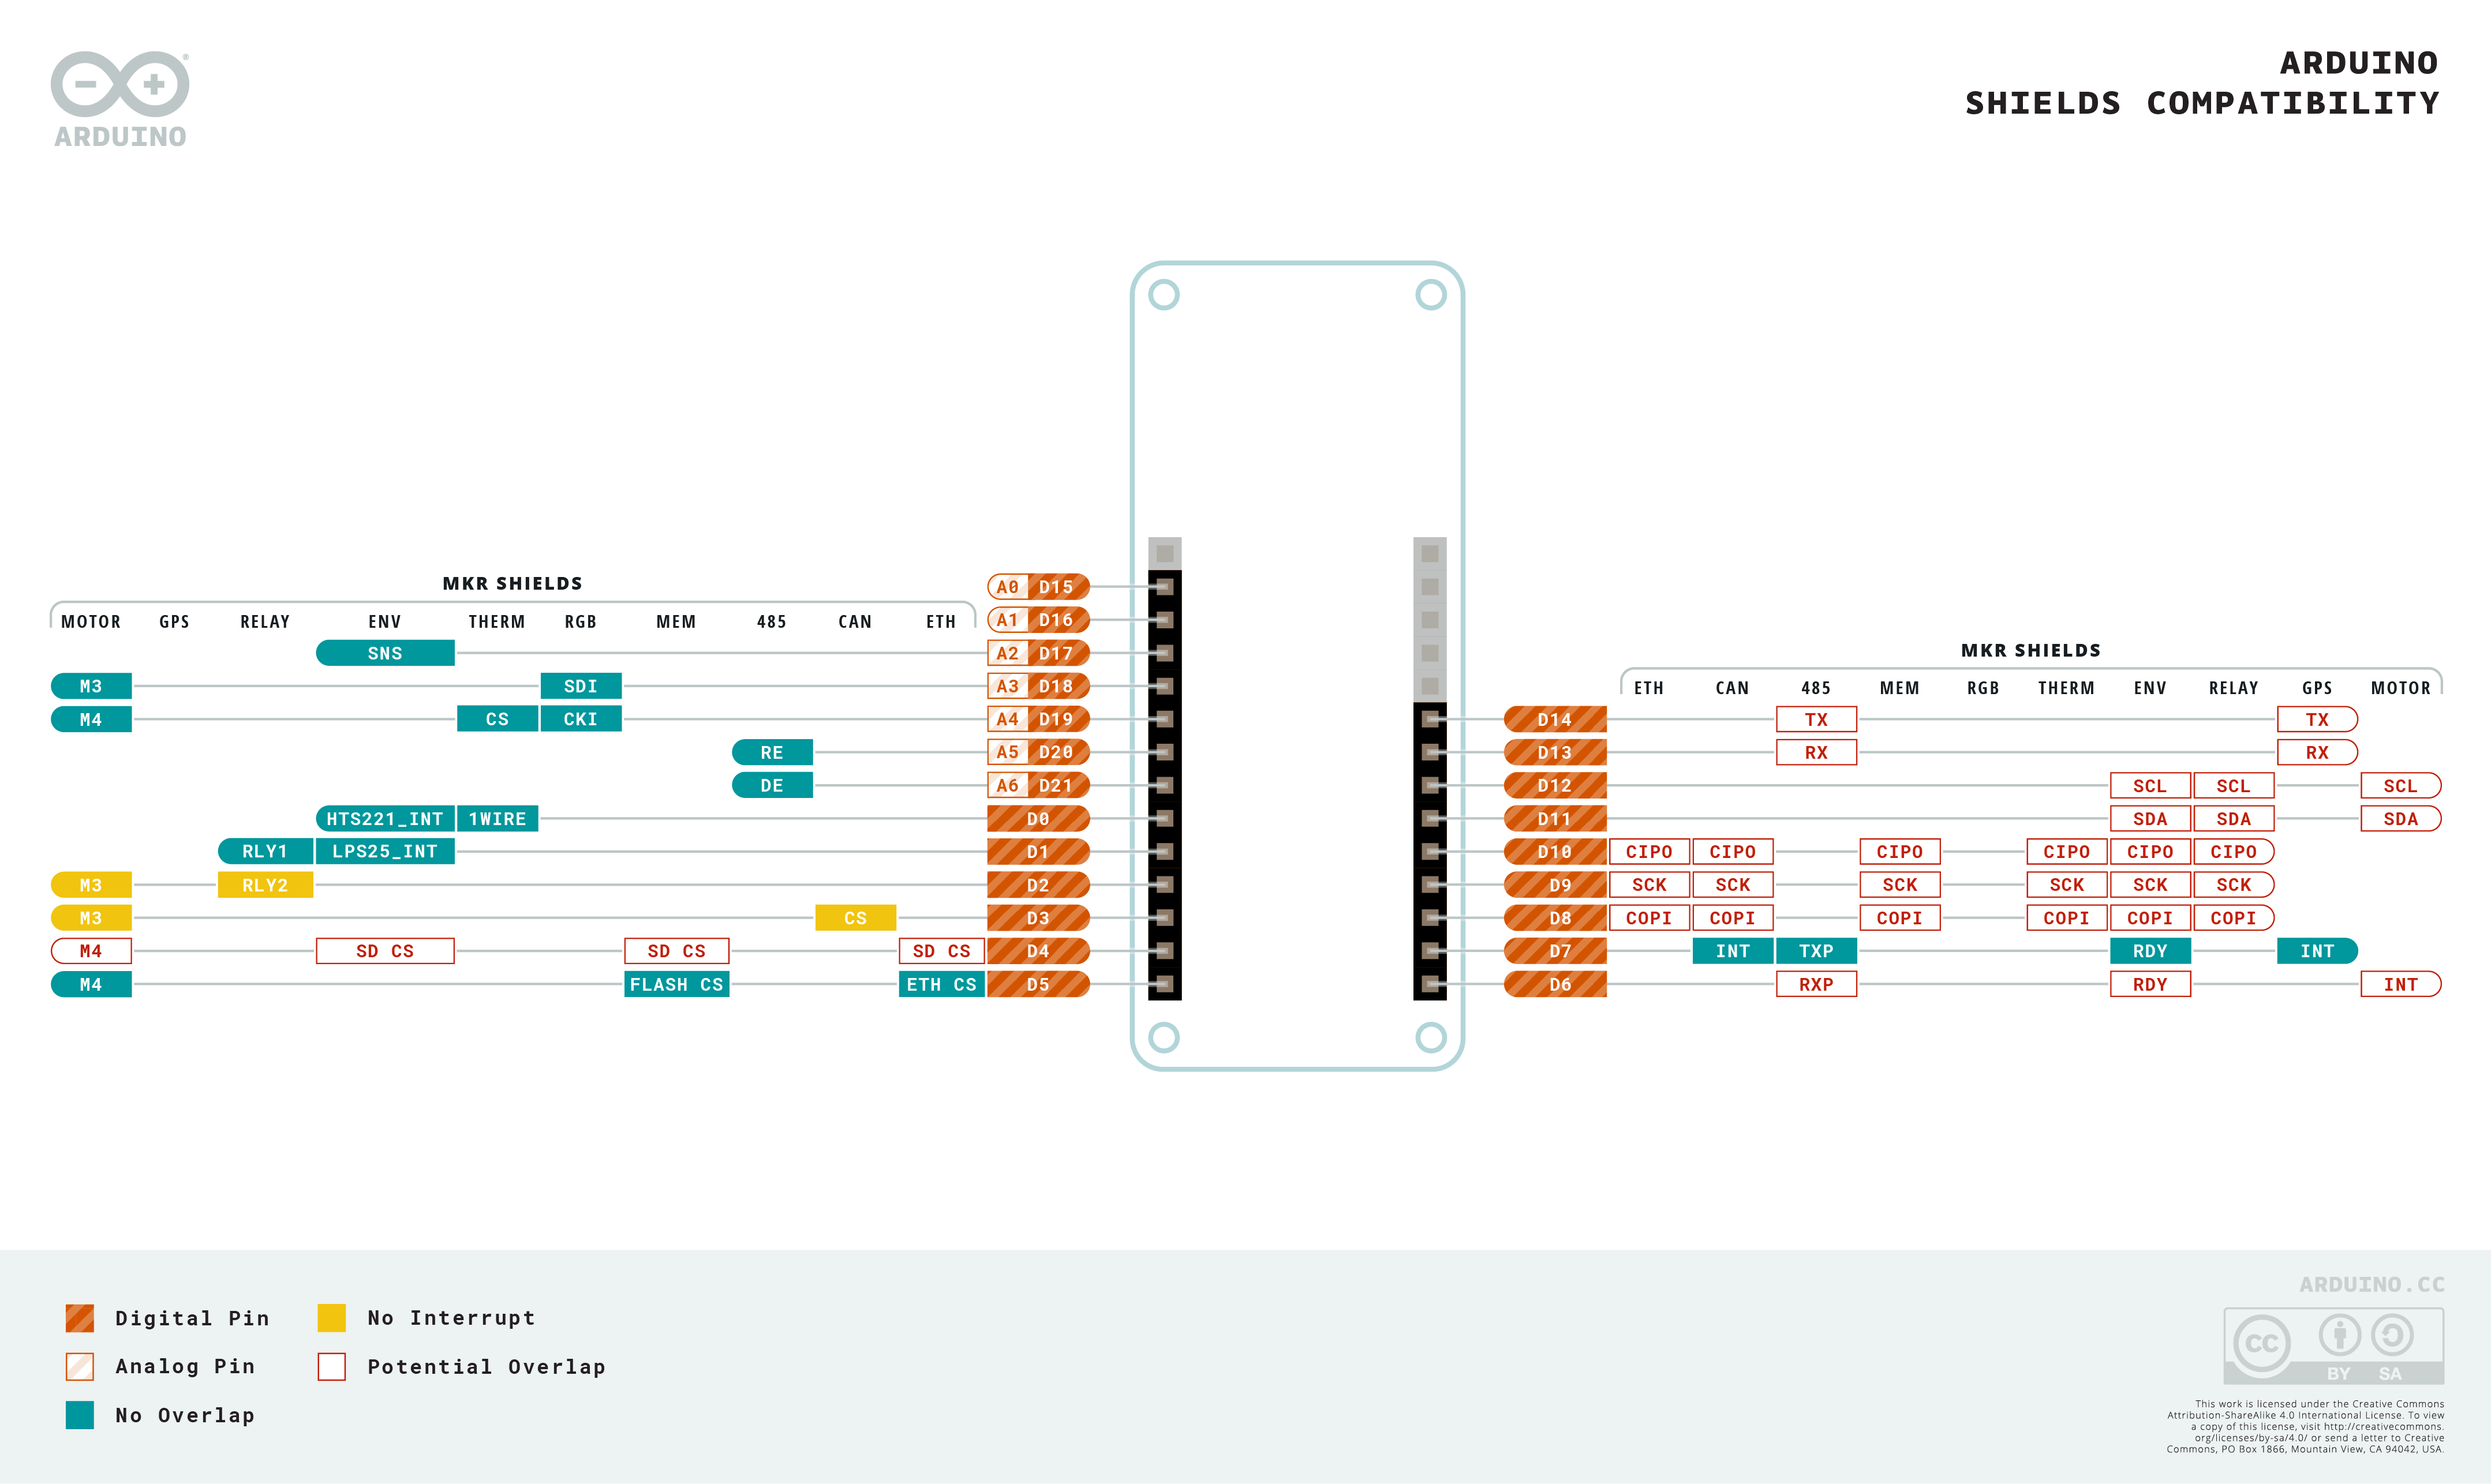 ARDUINO
SHIELDS COMPATIBILITY
®
ARDUINO
MKR SHIELDS
MOTOR GPS RELAY ENV THERM RGB MEM 485 CAN ETH
A0 D15
A1 D16
SNS A2 D17
M3 SDI A3 D18
M4 CS CKI A4 D19
RE A5 D20
DE A6 D21
HTS221_INT 1WIRE D0
RLY1 LPS25_INT D1
M3 RLY2 D2
M3 CS D3
M4 SD CS SD CS SD CS D4
M4 FLASH CS ETH CS D5
MKR SHIELDS
ETH CAN 485 MEM RGB THERM ENV RELAY GPS MOTOR
D14 TX TX
D13 RX RX
D12 SCL SCL SCL
D11 SDA SDA SDA
D10 CIPO CIPO CIPO CIPO CIPO CIPO
D9 SCK SCK SCK SCK SCK SCK
D8 COPI COPI COPI COPI COPI COPI
D7 INT TXP RDY INT
D6 RXP RDY INT
Digital Pin
Analog Pin
No Overlap
No Interrupt
Potential Overlap
ARDUINO.CC
CC
BY SA
This work is licensed under the Creative Commons
Attribution-ShareAlike 4.0 International License. To view
a copy of this license, visit http://creativecommons.
org/licenses/by-sa/4.0/ or send a letter to Creative
Commons, PO Box 1866, Mountain View, CA 94042, USA.